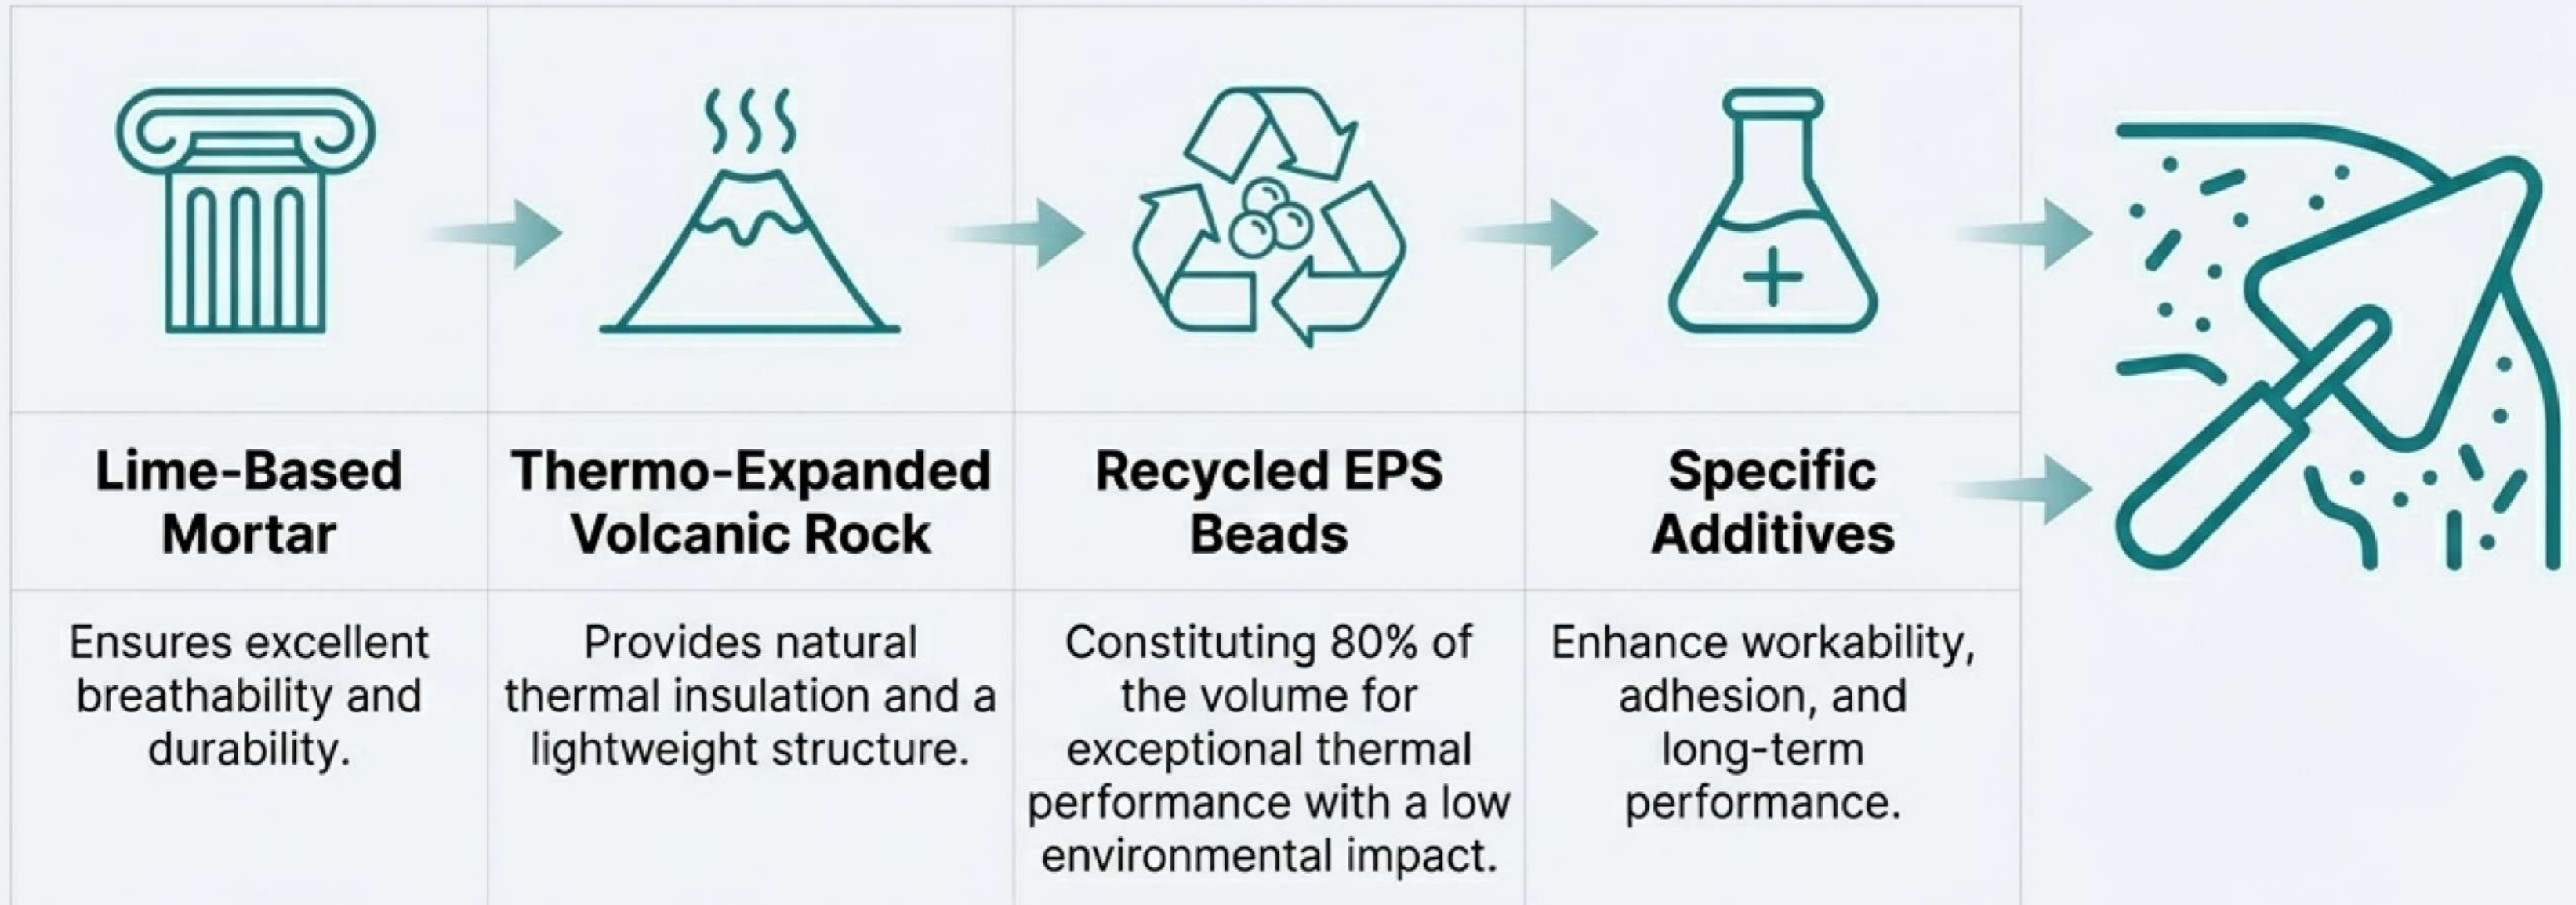 Lime-Based
Mortar
Thermo-Expanded
Volcanic Rock
Recycled EPS
Beads
Specific
Additives
Ensures excellent
breathability and
durability.
Provides natural
thermal insulation and a
lightweight structure.
Constituting 80% of
the volume for
exceptional thermal
performance with a low
environmental impact.
Enhance workability,
adhesion, and
long-term
performance.